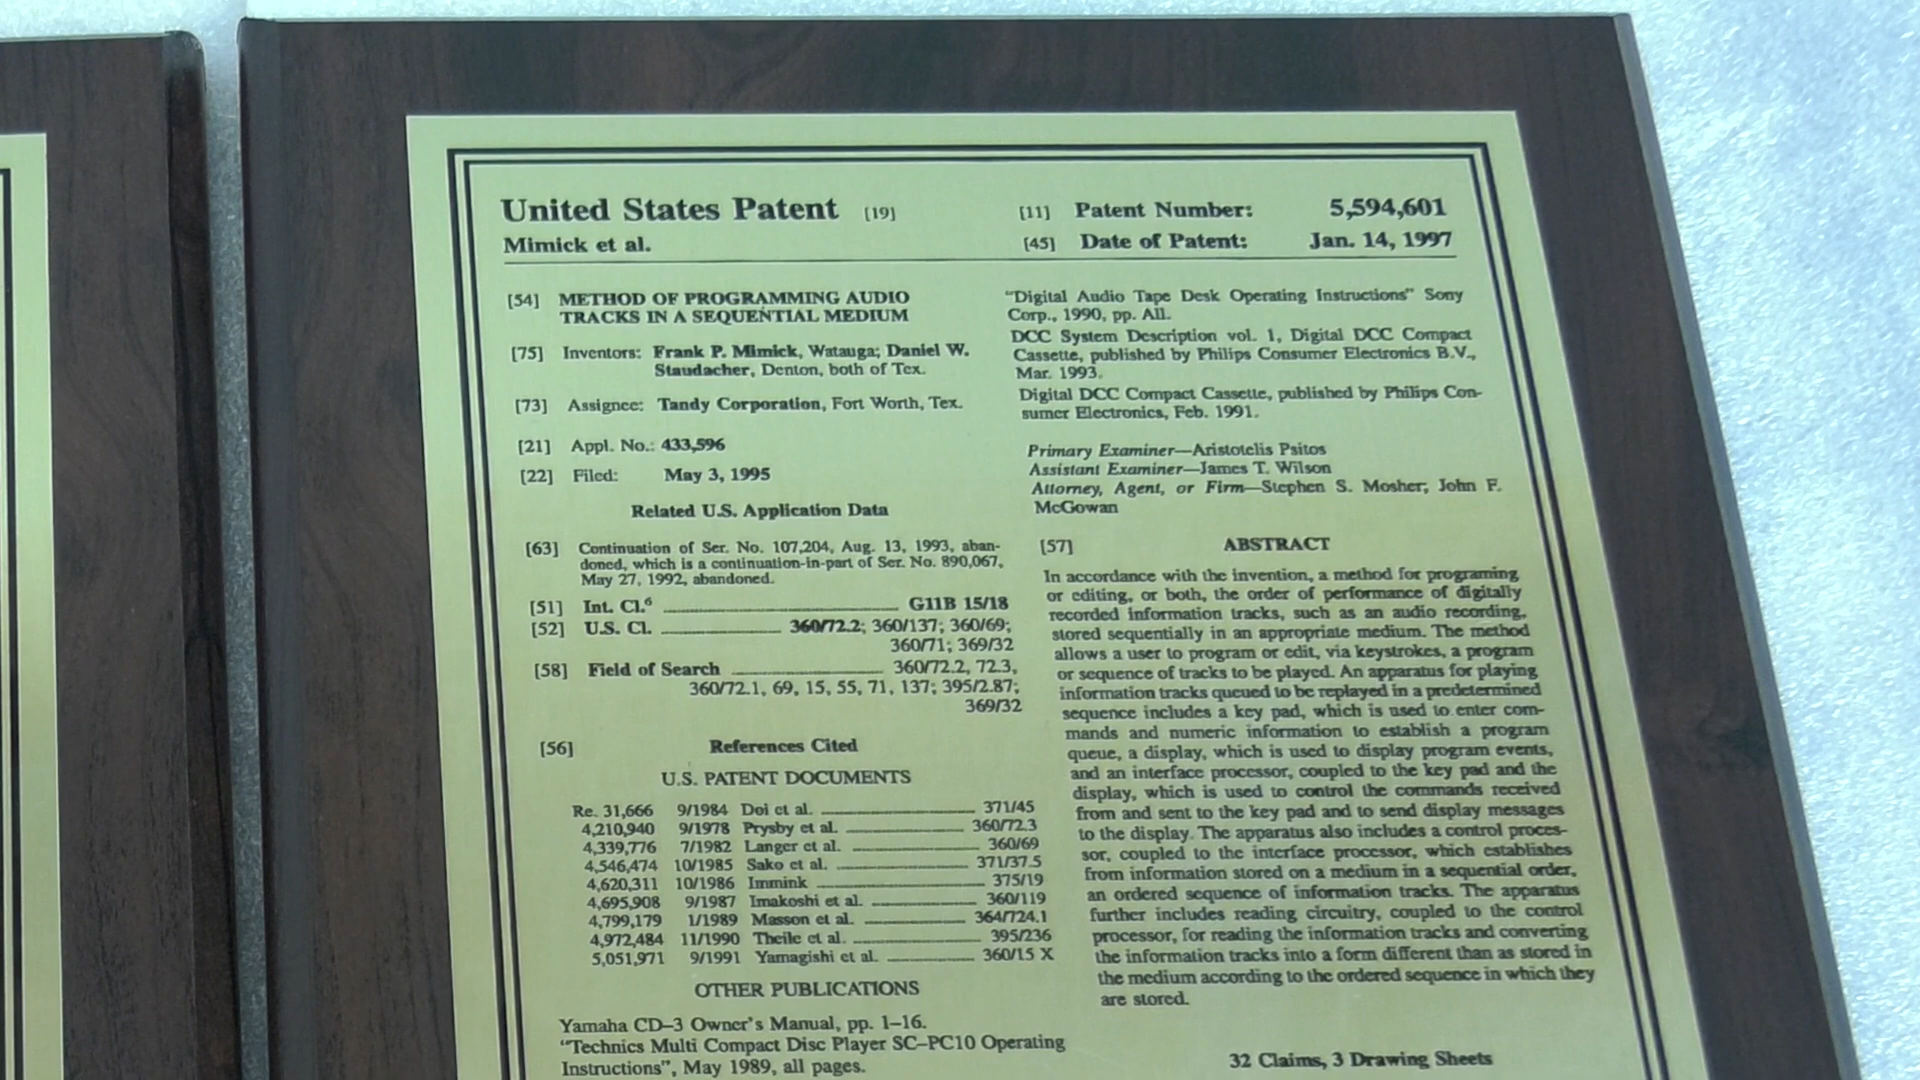 United States Patent [19]
Mimick et al.
[11] Patent Number: 5,594,601
[45] Date of Patent: Jan. 14, 1997
[54] METHOD OF PROGRAMMING AUDIO
TRACKS IN A SEQUENTIAL MEDIUM
[75] Inventors: Frank P. Mimick, Watauga; Daniel W.
Staudacher, Denton, both of Tex.
[73] Assignee: Tandy Corporation, Fort Worth, Tex.
[21] Appl. No.: 433,596
[22] Filed: May 3, 1995
Related U.S. Application Data
[63] Continuation of Ser. No. 107,204, Aug. 13, 1993, aban-
doned, which is a continuation-in-part of Ser. No. 890,067,
May 27, 1992, abandoned.
[51] Int. Cl.⁶ G11B 15/18
[52] U.S. Cl. 360/72.2; 360/137; 360/69;
360/71; 369/32
[58] Field of Search 360/72.2, 72.3,
360/72.1, 69, 15, 55, 71, 137; 395/2.87;
369/32
[56] References Cited
U.S. PATENT DOCUMENTS
Re. 31,666 9/1984 Doi et al. 371/45
4,210,940 9/1978 Prysby et al. 360/72.3
4,339,776 7/1982 Langer et al. 360/69
4,546,474 10/1985 Sako et al. 371/37.5
4,620,311 10/1986 Immink 375/19
4,695,908 9/1987 Imakoshi et al. 360/119
4,799,179 1/1989 Masson et al. 364/724.1
4,972,484 11/1990 Theile et al. 395/236
5,051,971 9/1991 Yamagishi et al. 360/15 X
OTHER PUBLICATIONS
Yamaha CD-3 Owner's Manual, pp. 1-16.
"Technics Multi Compact Disc Player SC-PC10 Operating
Instructions", May 1989, all pages.
"Digital Audio Tape Desk Operating Instructions" Sony
Corp., 1990, pp. All.
DCC System Description vol. 1, Digital DCC Compact
Cassette, published by Philips Consumer Electronics B.V.,
Mar. 1993.
Digital DCC Compact Cassette, published by Philips Con-
sumer Electronics, Feb. 1991.
Primary Examiner—Aristotelis Psitos
Assistant Examiner—James T. Wilson
Attorney, Agent, or Firm—Stephen S. Mosher; John F.
McGowan
[57] ABSTRACT
In accordance with the invention, a method for programing
or editing, or both, the order of performance of digitally
recorded information tracks, such as an audio recording,
stored sequentially in an appropriate medium. The method
allows a user to program or edit, via keystrokes, a program
or sequence of tracks to be played. An apparatus for playing
information tracks queued to be replayed in a predetermined
sequence includes a key pad, which is used to enter com-
mands and numeric information to establish a program
queue, a display, which is used to display program events,
and an interface processor, coupled to the key pad and the
display, which is used to control the commands received
from and sent to the key pad and to send display messages
to the display. The apparatus also includes a control proces-
sor, coupled to the interface processor, which establishes
from information stored on a medium in a sequential order,
an ordered sequence of information tracks. The apparatus
further includes reading circuitry, coupled to the control
processor, for reading the information tracks and converting
the information tracks into a form different than as stored in
the medium according to the ordered sequence in which they
are stored.
32 Claims, 3 Drawing Sheets